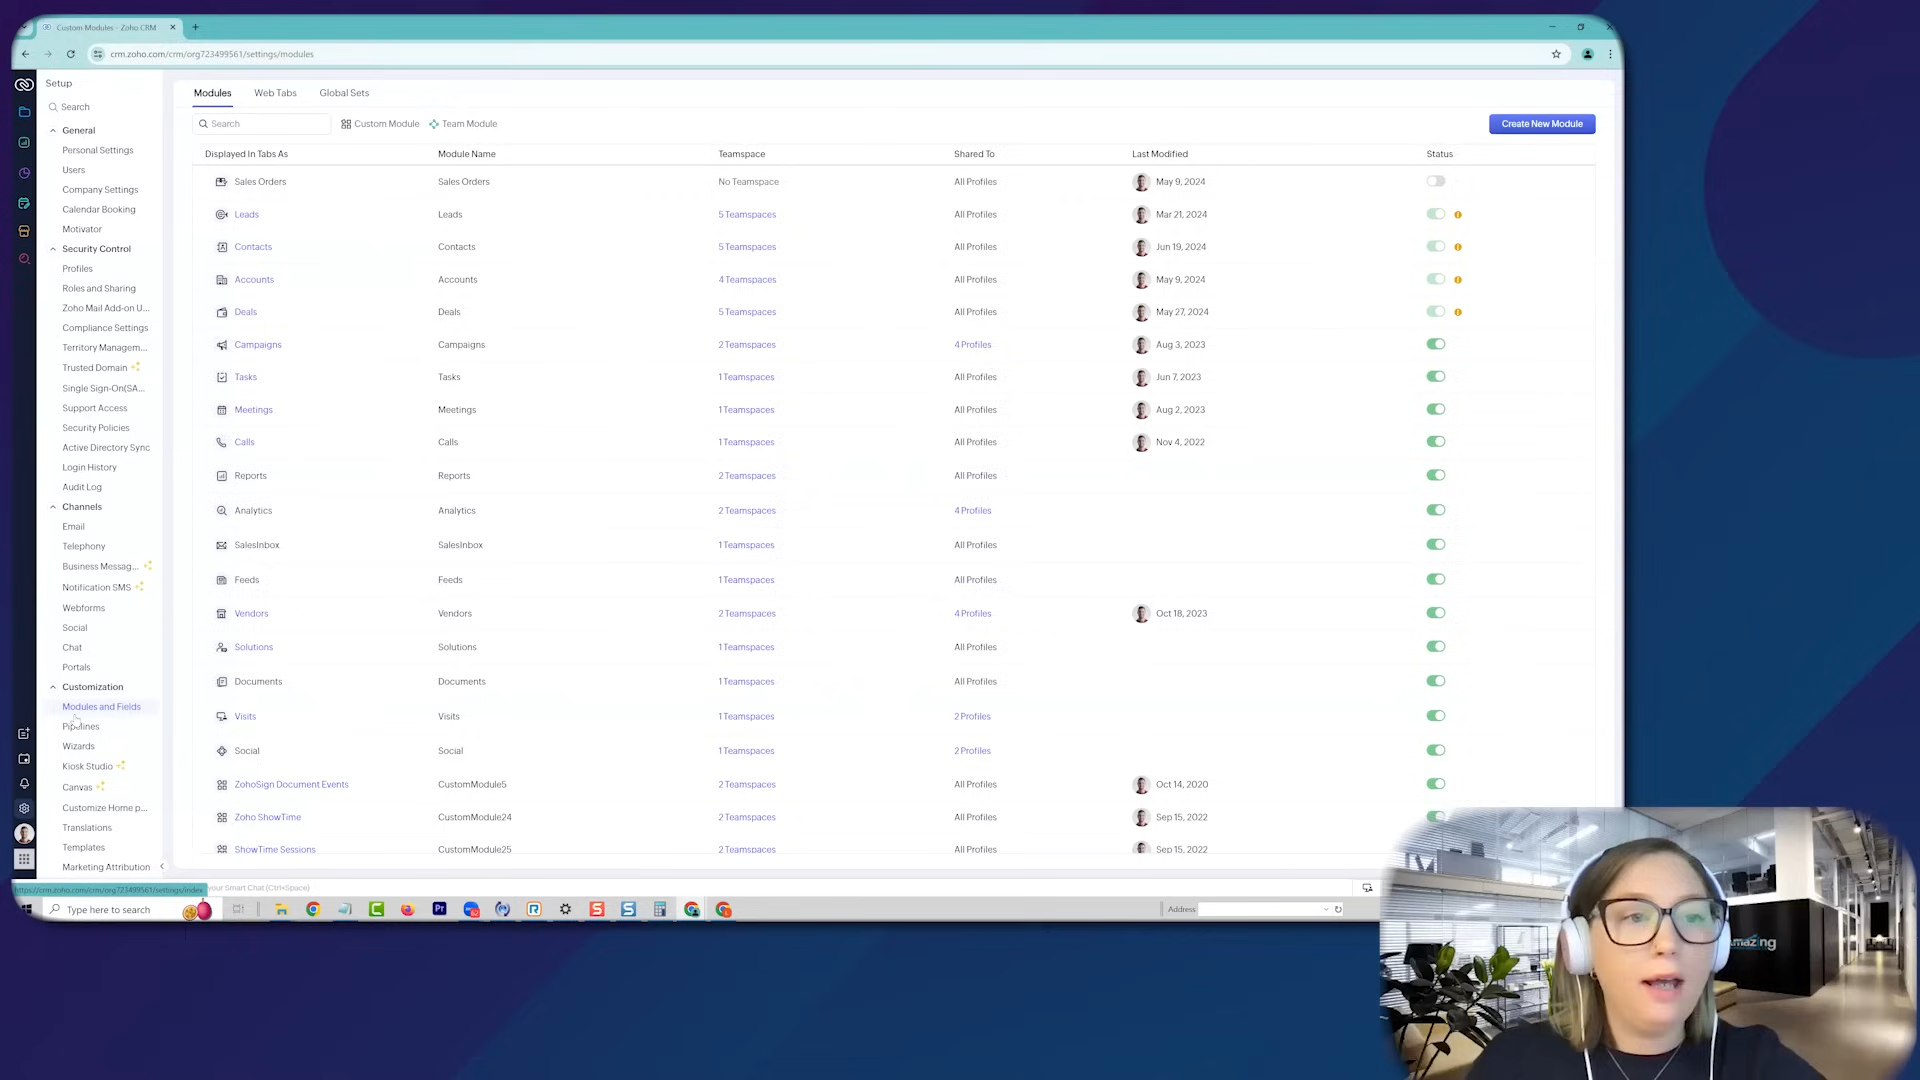 Custom Modules - Zoho CRM
crm.zoho.com/crm/org723499561/settings/modules
Setup
Search
General
Personal Settings
Users
Company Settings
Calendar Booking
Motivator
Security Control
Profiles
Roles and Sharing
Zoho Mail Add-on U...
Compliance Settings
Territory Managem...
Trusted Domain
Single Sign-On(SA...
Support Access
Security Policies
Active Directory Sync
Login History
Audit Log
Channels
Email
Telephony
Business Messag...
Notification SMS
Webforms
Social
Chat
Portals
Customization
Modules and Fields
Pipelines
Wizards
Kiosk Studio
Canvas
Customize Home p...
Translations
Templates
Marketing Attribution
Modules Web Tabs Global Sets
Search Custom Module Team Module Create New Module
Displayed In Tabs As Module Name Teamspace Shared To Last Modified Status
Sales Orders Sales Orders No Teamspace All Profiles May 9, 2024
Leads Leads 5 Teamspaces All Profiles Mar 21, 2024
Contacts Contacts 5 Teamspaces All Profiles Jun 19, 2024
Accounts Accounts 4 Teamspaces All Profiles May 9, 2024
Deals Deals 5 Teamspaces All Profiles May 27, 2024
Campaigns Campaigns 2 Teamspaces 4 Profiles Aug 3, 2023
Tasks Tasks 1 Teamspaces All Profiles Jun 7, 2023
Meetings Meetings 1 Teamspaces All Profiles Aug 2, 2023
Calls Calls 1 Teamspaces All Profiles Nov 4, 2022
Reports Reports 2 Teamspaces All Profiles
Analytics Analytics 2 Teamspaces 4 Profiles
SalesInbox SalesInbox 1 Teamspaces All Profiles
Feeds Feeds 1 Teamspaces All Profiles
Vendors Vendors 2 Teamspaces 4 Profiles Oct 18, 2023
Solutions Solutions 1 Teamspaces All Profiles
Documents Documents 1 Teamspaces All Profiles
Visits Visits 1 Teamspaces 2 Profiles
Social Social 1 Teamspaces 2 Profiles
ZohoSign Document Events CustomModule5 2 Teamspaces All Profiles Oct 14, 2020
Zoho ShowTime CustomModule24 2 Teamspaces All Profiles Sep 15, 2022
ShowTime Sessions CustomModule25 2 Teamspaces All Profiles Sep 15, 2022
https://crm.zoho.com/crm/org723499561/settings/index your Smart Chat (Ctrl+Space)
Type here to search
Address